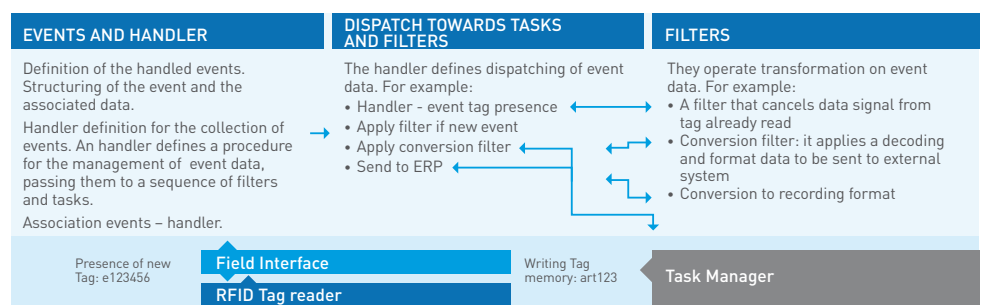 EVENTS AND HANDLER
Definition of the handled events.
Structuring of the event and the
associated data.
Handler definition for the collection of
events. An handler defines a procedure
for the management of event data,
passing them to a sequence of filters
and tasks.
Association events – handler.
DISPATCH TOWARDS TASKS
AND FILTERS
The handler defines dispatching of event
data. For example:
• Handler - event tag presence
• Apply filter if new event
• Apply conversion filter
• Send to ERP
FILTERS
They operate transformation on event
data. For example:
• A filter that cancels data signal from
tag already read
• Conversion filter: it applies a decoding
and format data to be sent to external
system
• Conversion to recording format
Presence of new
Tag: e123456
Field Interface
RFID Tag reader
Writing Tag
memory: art123
Task Manager